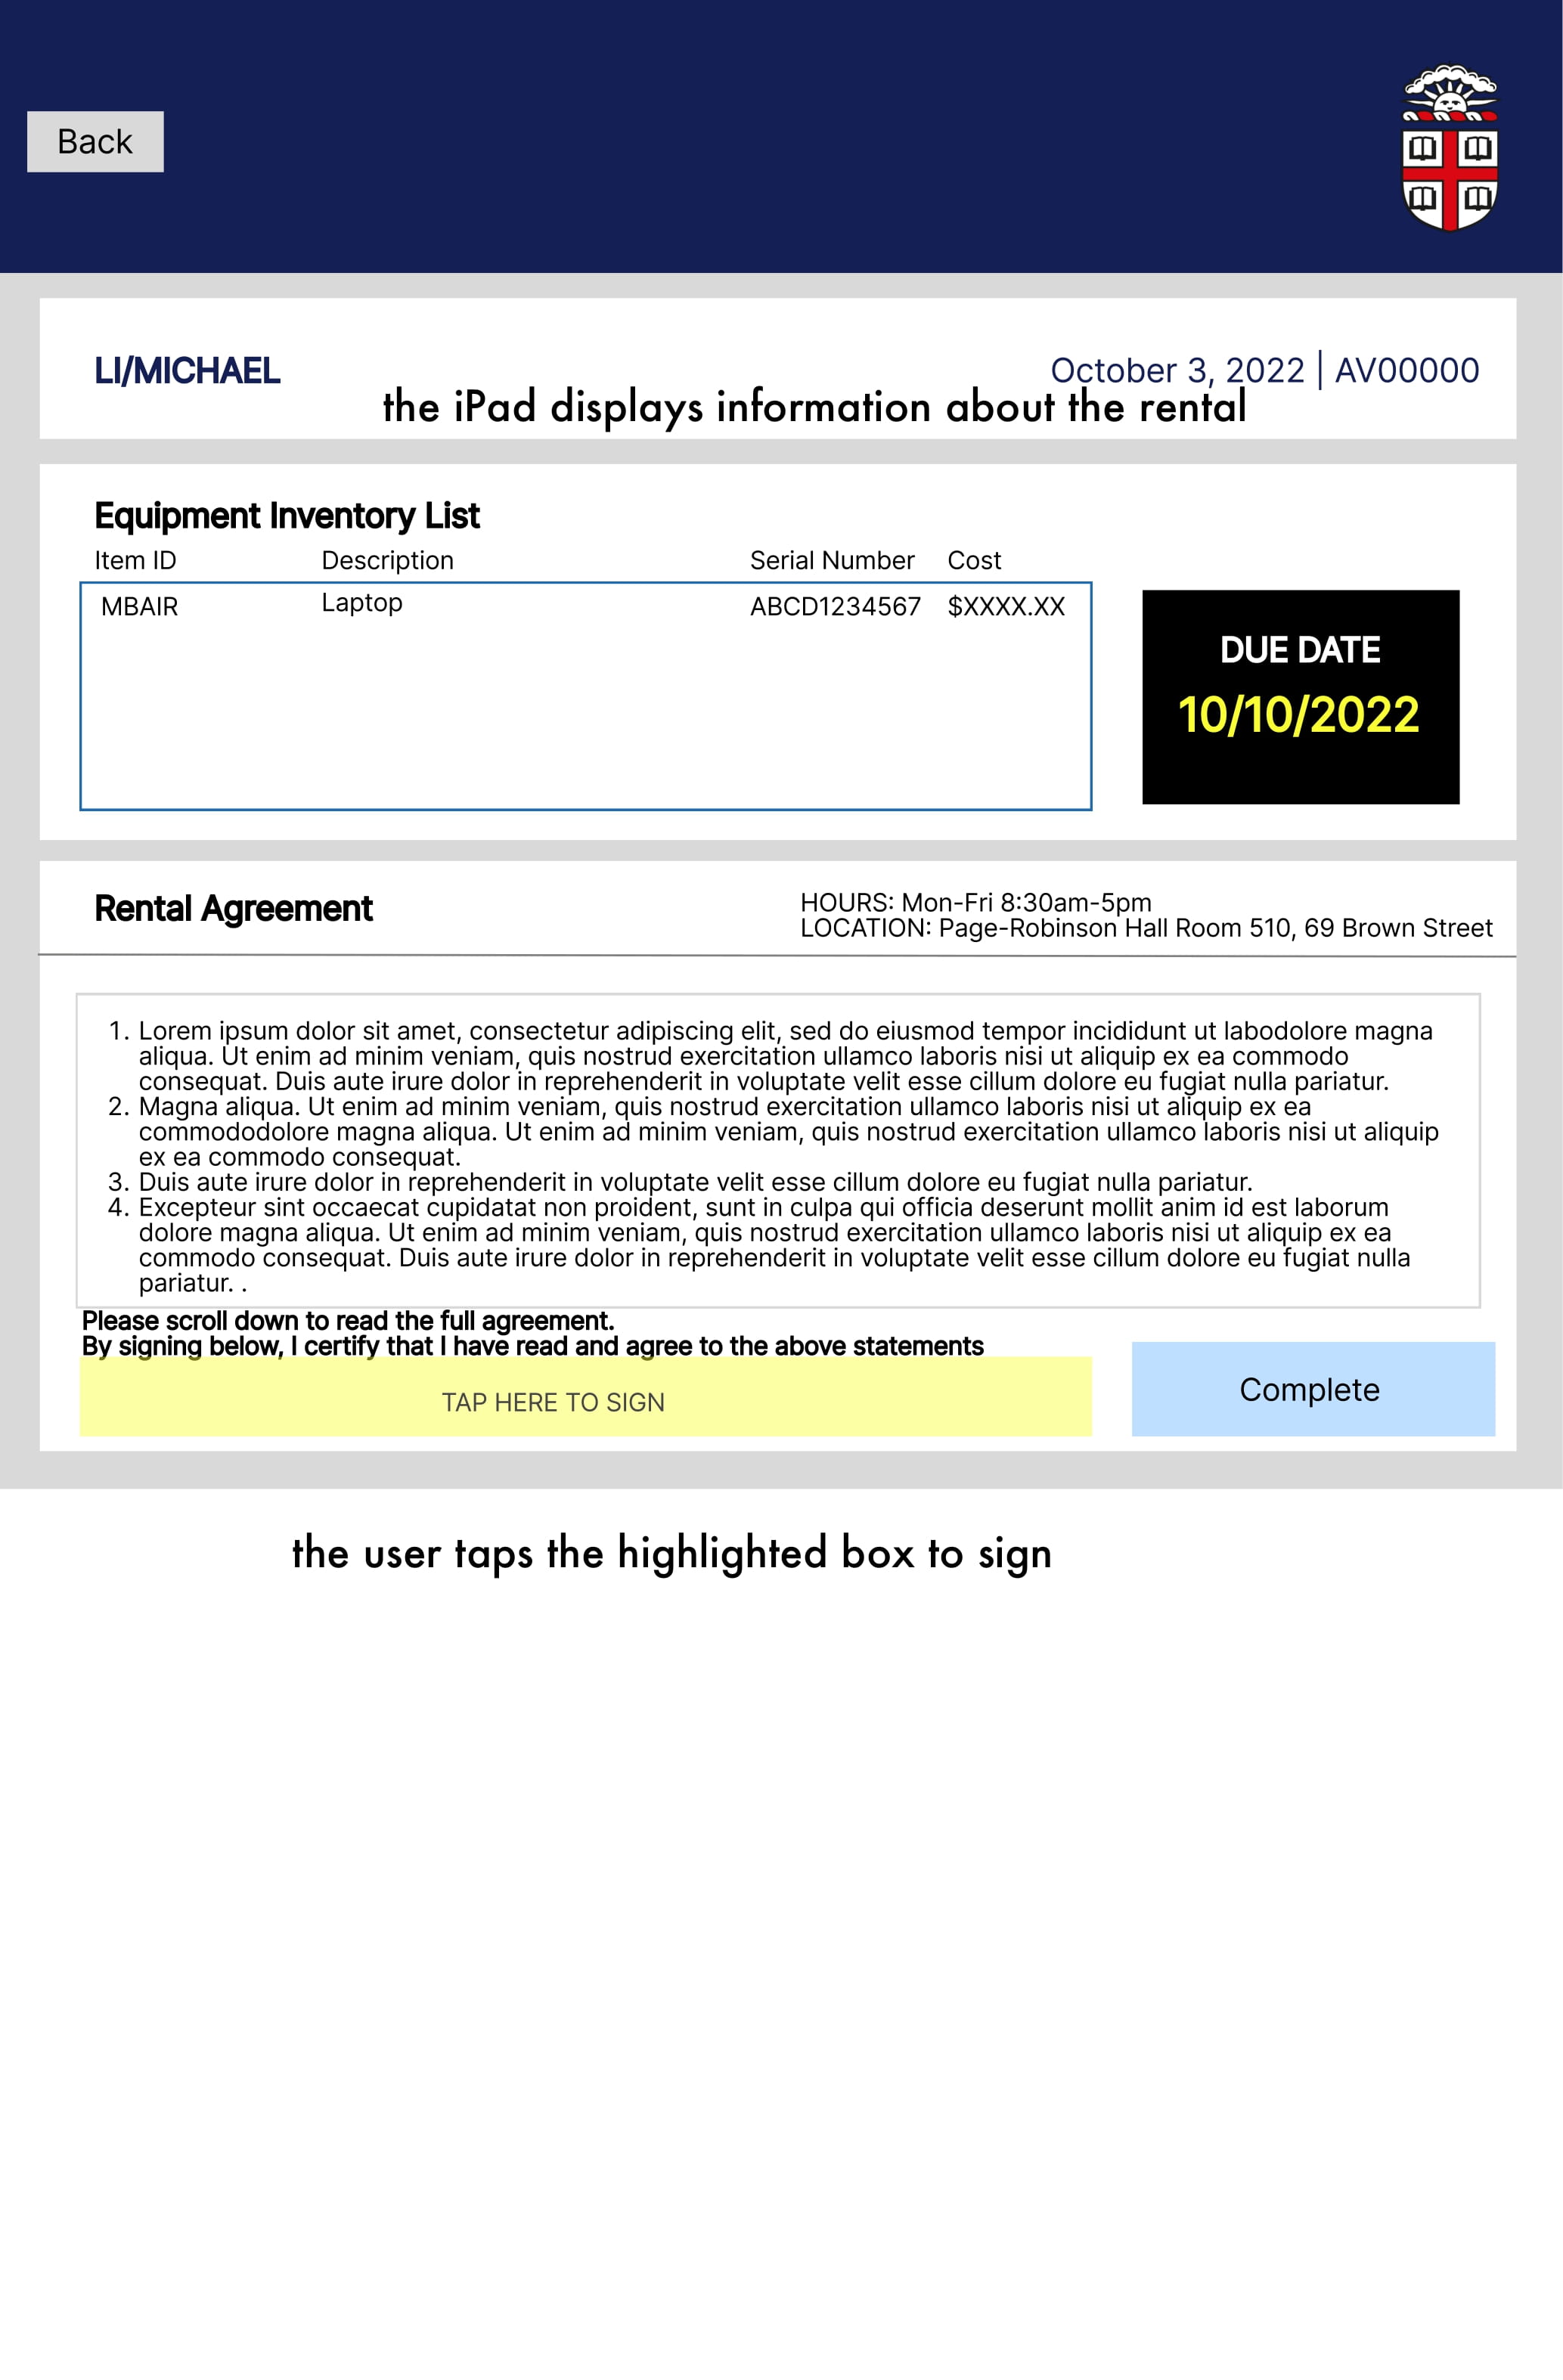 Back
LI/MICHAEL
October 3, 2022 | AV00000
the iPad displays information about the rental
Equipment Inventory List
Item ID Description Serial Number Cost
MBAIR Laptop ABCD1234567 $XXXX.XX
DUE DATE
10/10/2022
Rental Agreement
HOURS: Mon-Fri 8:30am-5pm
LOCATION: Page-Robinson Hall Room 510, 69 Brown Street
1. Lorem ipsum dolor sit amet, consectetur adipiscing elit, sed do eiusmod tempor incididunt ut labodolore magna
aliqua. Ut enim ad minim veniam, quis nostrud exercitation ullamco laboris nisi ut aliquip ex ea commodo
consequat. Duis aute irure dolor in reprehenderit in voluptate velit esse cillum dolore eu fugiat nulla pariatur.
2. Magna aliqua. Ut enim ad minim veniam, quis nostrud exercitation ullamco laboris nisi ut aliquip ex ea
commododolore magna aliqua. Ut enim ad minim veniam, quis nostrud exercitation ullamco laboris nisi ut aliquip
ex ea commodo consequat.
3. Duis aute irure dolor in reprehenderit in voluptate velit esse cillum dolore eu fugiat nulla pariatur.
4. Excepteur sint occaecat cupidatat non proident, sunt in culpa qui officia deserunt mollit anim id est laborum
dolore magna aliqua. Ut enim ad minim veniam, quis nostrud exercitation ullamco laboris nisi ut aliquip ex ea
commodo consequat. Duis aute irure dolor in reprehenderit in voluptate velit esse cillum dolore eu fugiat nulla
pariatur. .
Please scroll down to read the full agreement.
By signing below, I certify that I have read and agree to the above statements
TAP HERE TO SIGN
Complete
the user taps the highlighted box to sign